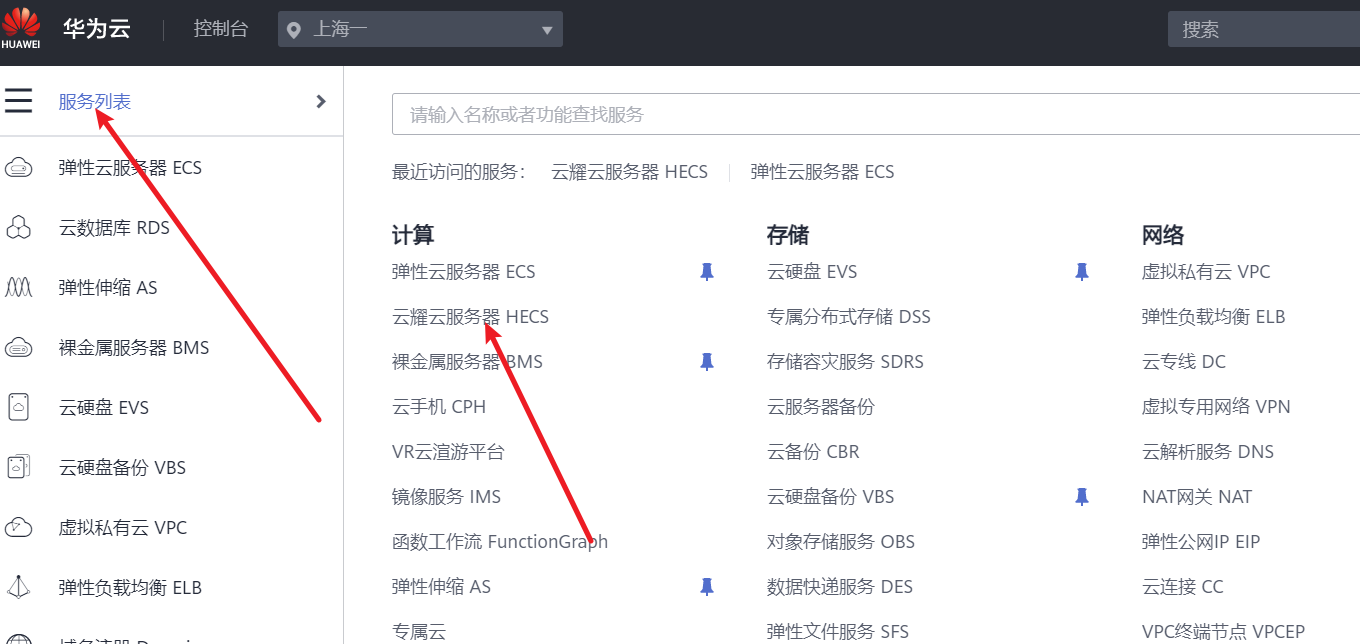 HUAWEI 华为云 控制台 上海一 搜索
服务列表
弹性云服务器 ECS
云数据库 RDS
弹性伸缩 AS
裸金属服务器 BMS
云硬盘 EVS
云硬盘备份 VBS
虚拟私有云 VPC
弹性负载均衡 ELB
请输入名称或者功能查找服务
最近访问的服务： 云耀云服务器 HECS 弹性云服务器 ECS
计算
弹性云服务器 ECS
云耀云服务器 HECS
裸金属服务器 BMS
云手机 CPH
VR云渲游平台
镜像服务 IMS
函数工作流 FunctionGraph
弹性伸缩 AS
专属云
存储
云硬盘 EVS
专属分布式存储 DSS
存储容灾服务 SDRS
云服务器备份
云备份 CBR
云硬盘备份 VBS
对象存储服务 OBS
数据快递服务 DES
弹性文件服务 SFS
网络
虚拟私有云 VPC
弹性负载均衡 ELB
云专线 DC
虚拟专用网络 VPN
云解析服务 DNS
NAT网关 NAT
弹性公网IP EIP
云连接 CC
VPC终端节点 VPCEP